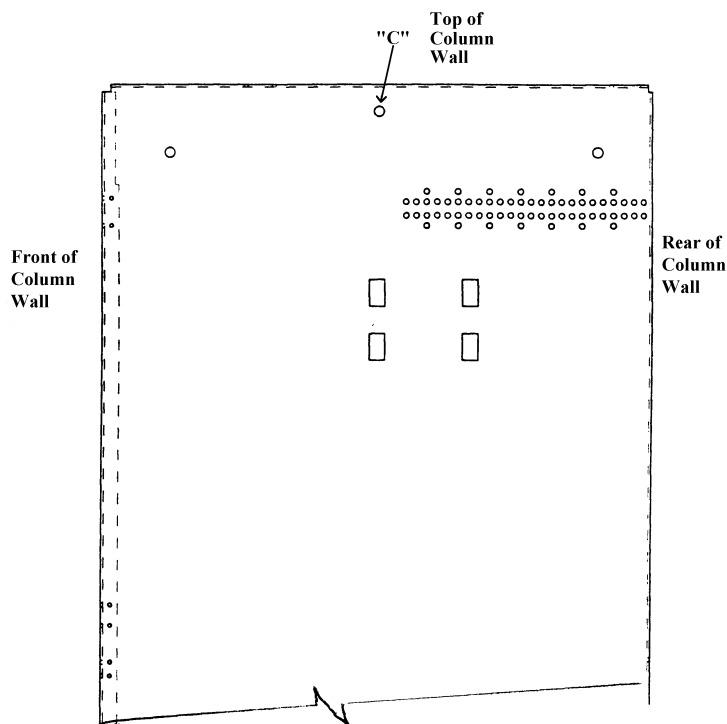 Top of
Column
Wall
"C"
Front of
Column
Wall
Rear of
Column
Wall